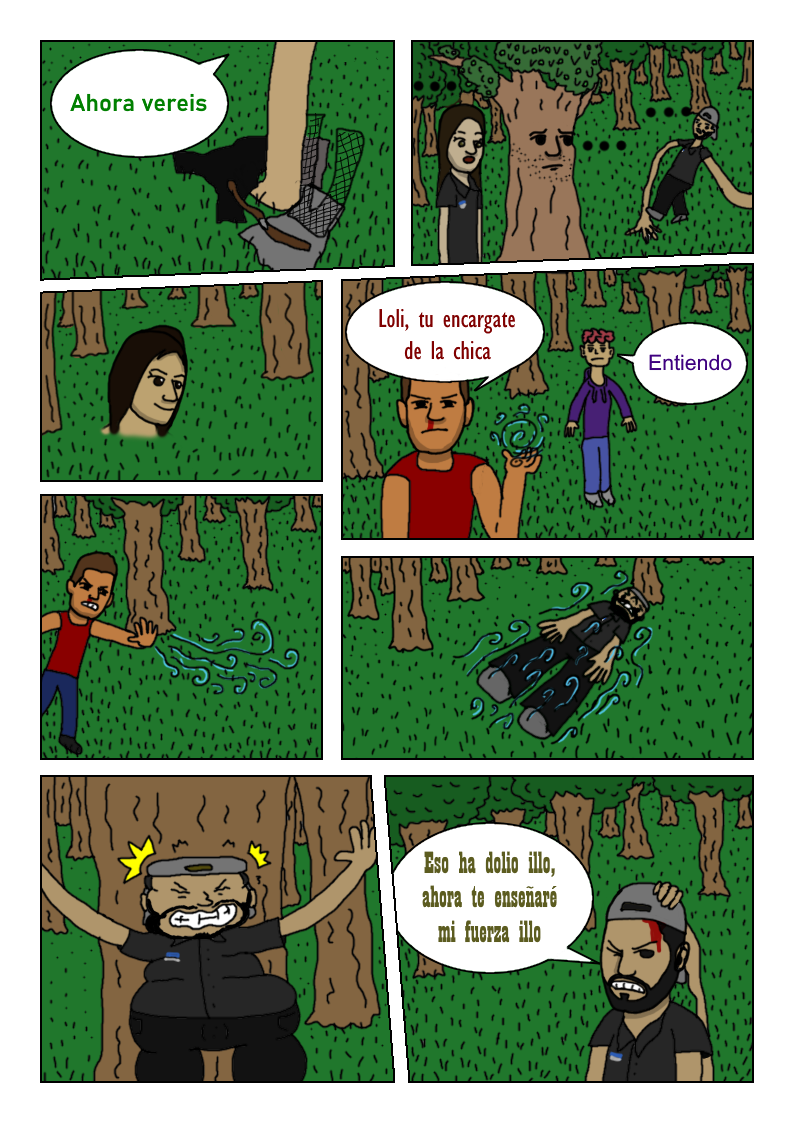 Ahora vereis
...
...
...
Loli, tu encargate
de la chica
Entiendo
Eso ha dolio illo,
ahora te enseñaré
mi fuerza illo